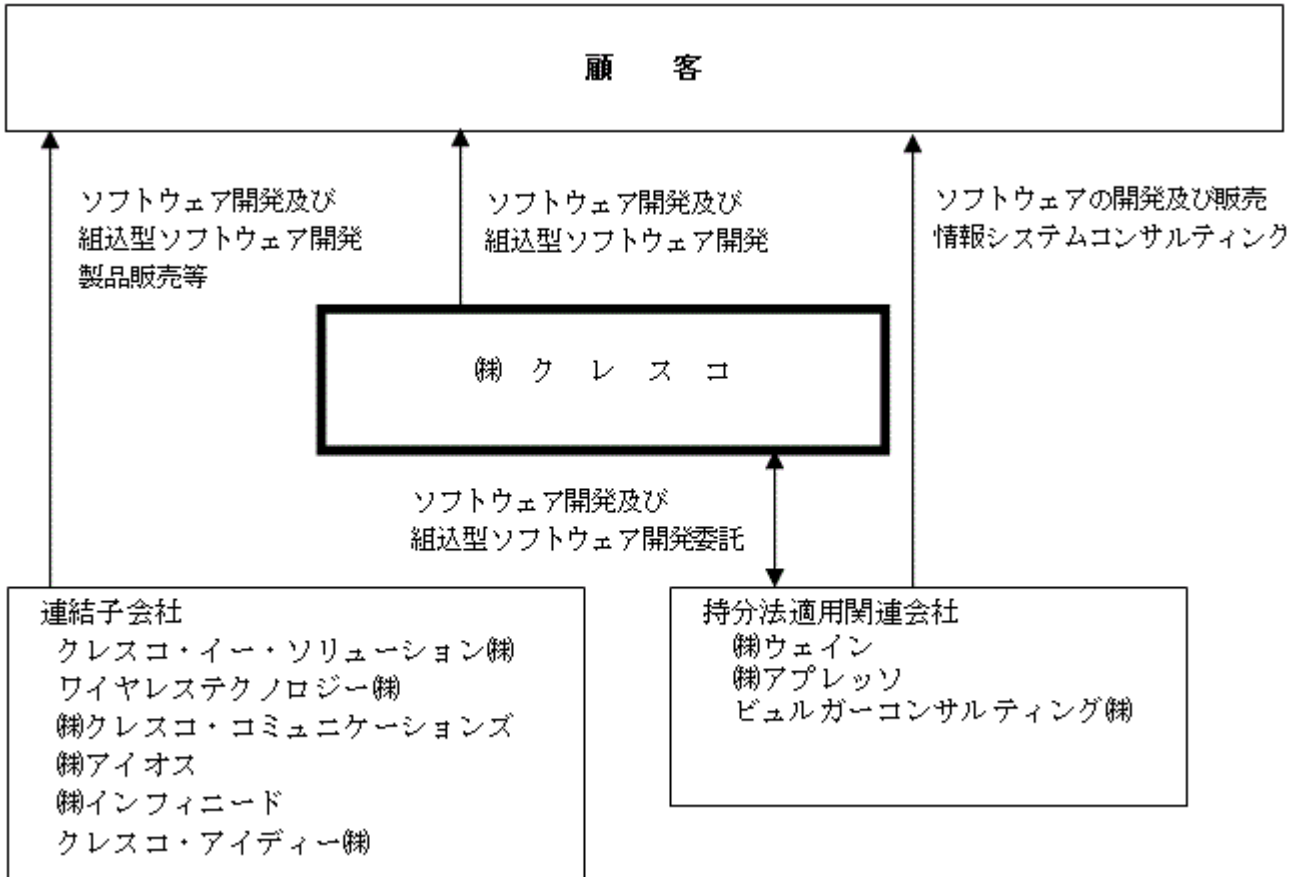 顧　客
ソフトウェア開発及び
組込型ソフトウェア開発
製品販売等
ソフトウェア開発及び
組込型ソフトウェア開発
ソフトウェアの開発及び販売
情報システムコンサルティング
㈱ ク レ ス コ
ソフトウェア開発及び
組込型ソフトウェア開発委託
連結子会社
クレスコ・イー・ソリューション㈱
ワイヤレステクノロジー㈱
㈱クレスコ・コミュニケーションズ
㈱アイオス
㈱インフィニード
クレスコ・アイディー㈱
持分法適用関連会社
㈱ウェイン
㈱アプレッソ
ビュルガーコンサルティング㈱